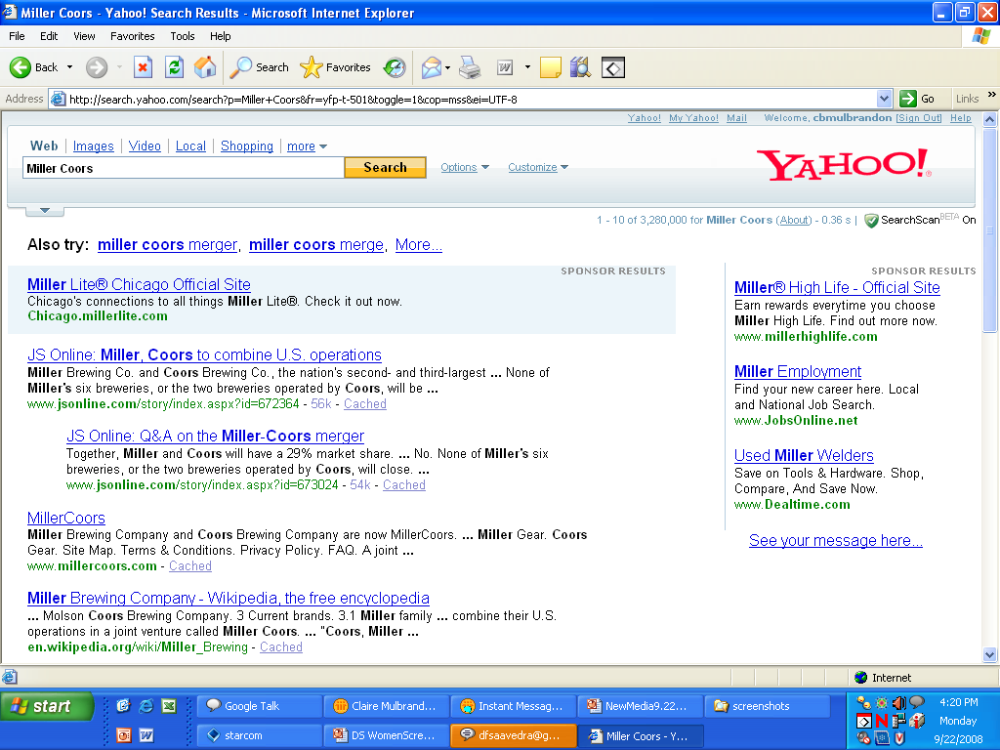 Miller Coors - Yahoo! Search Results - Microsoft Internet Explorer
File Edit View Favorites Tools Help
Back Search Favorites
Address http://search.yahoo.com/search?p=Miller+Coors&fr=yfp-t-501&toggle=1&cop=mss&ei=UTF-8 Go Links »
Yahoo! My Yahoo! Mail Welcome, cbmulbrandon [Sign Out] Help
Web Images Video Local Shopping more
Miller Coors Search Options Customize YAHOO!®
1 - 10 of 3,280,000 for Miller Coors (About) - 0.36 s | SearchScan BETA On
Also try: miller coors merger, miller coors merge, More...
SPONSOR RESULTS
Miller Lite® Chicago Official Site
Chicago's connections to all things Miller Lite®. Check it out now.
Chicago.millerlite.com
JS Online: Miller, Coors to combine U.S. operations
Miller Brewing Co. and Coors Brewing Co., the nation's second- and third-largest ... None of
Miller's six breweries, or the two breweries operated by Coors, will be ...
www.jsonline.com/story/index.aspx?id=672364 - 56k - Cached
JS Online: Q&A on the Miller-Coors merger
Together, Miller and Coors will have a 29% market share. ... No. None of Miller's six
breweries, or the two breweries operated by Coors, will close. ...
www.jsonline.com/story/index.aspx?id=673024 - 54k - Cached
MillerCoors
Miller Brewing Company and Coors Brewing Company are now MillerCoors. ... Miller Gear. Coors
Gear. Site Map. Terms & Conditions. Privacy Policy. FAQ. A joint ...
www.millercoors.com - Cached
Miller Brewing Company - Wikipedia, the free encyclopedia
... Molson Coors Brewing Company. 3 Current brands. 3.1 Miller family ... combine their U.S.
operations in a joint venture called Miller Coors. ... "Coors, Miller ...
en.wikipedia.org/wiki/Miller_Brewing - Cached
SPONSOR RESULTS
Miller® High Life - Official Site
Earn rewards everytime you choose
Miller High Life. Find out more now.
www.millerhighlife.com
Miller Employment
Find your new career here. Local
and National Job Search.
www.JobsOnline.net
Used Miller Welders
Save on Tools & Hardware. Shop,
Compare, And Save Now.
www.Dealtime.com
See your message here...
Internet
start Google Talk Claire Mulbrand... Instant Messag... NewMedia9.22... screenshots 4:20 PM
Monday
starcom DS WomenScre... dfsaavedra@g... Miller Coors - Y... 9/22/2008